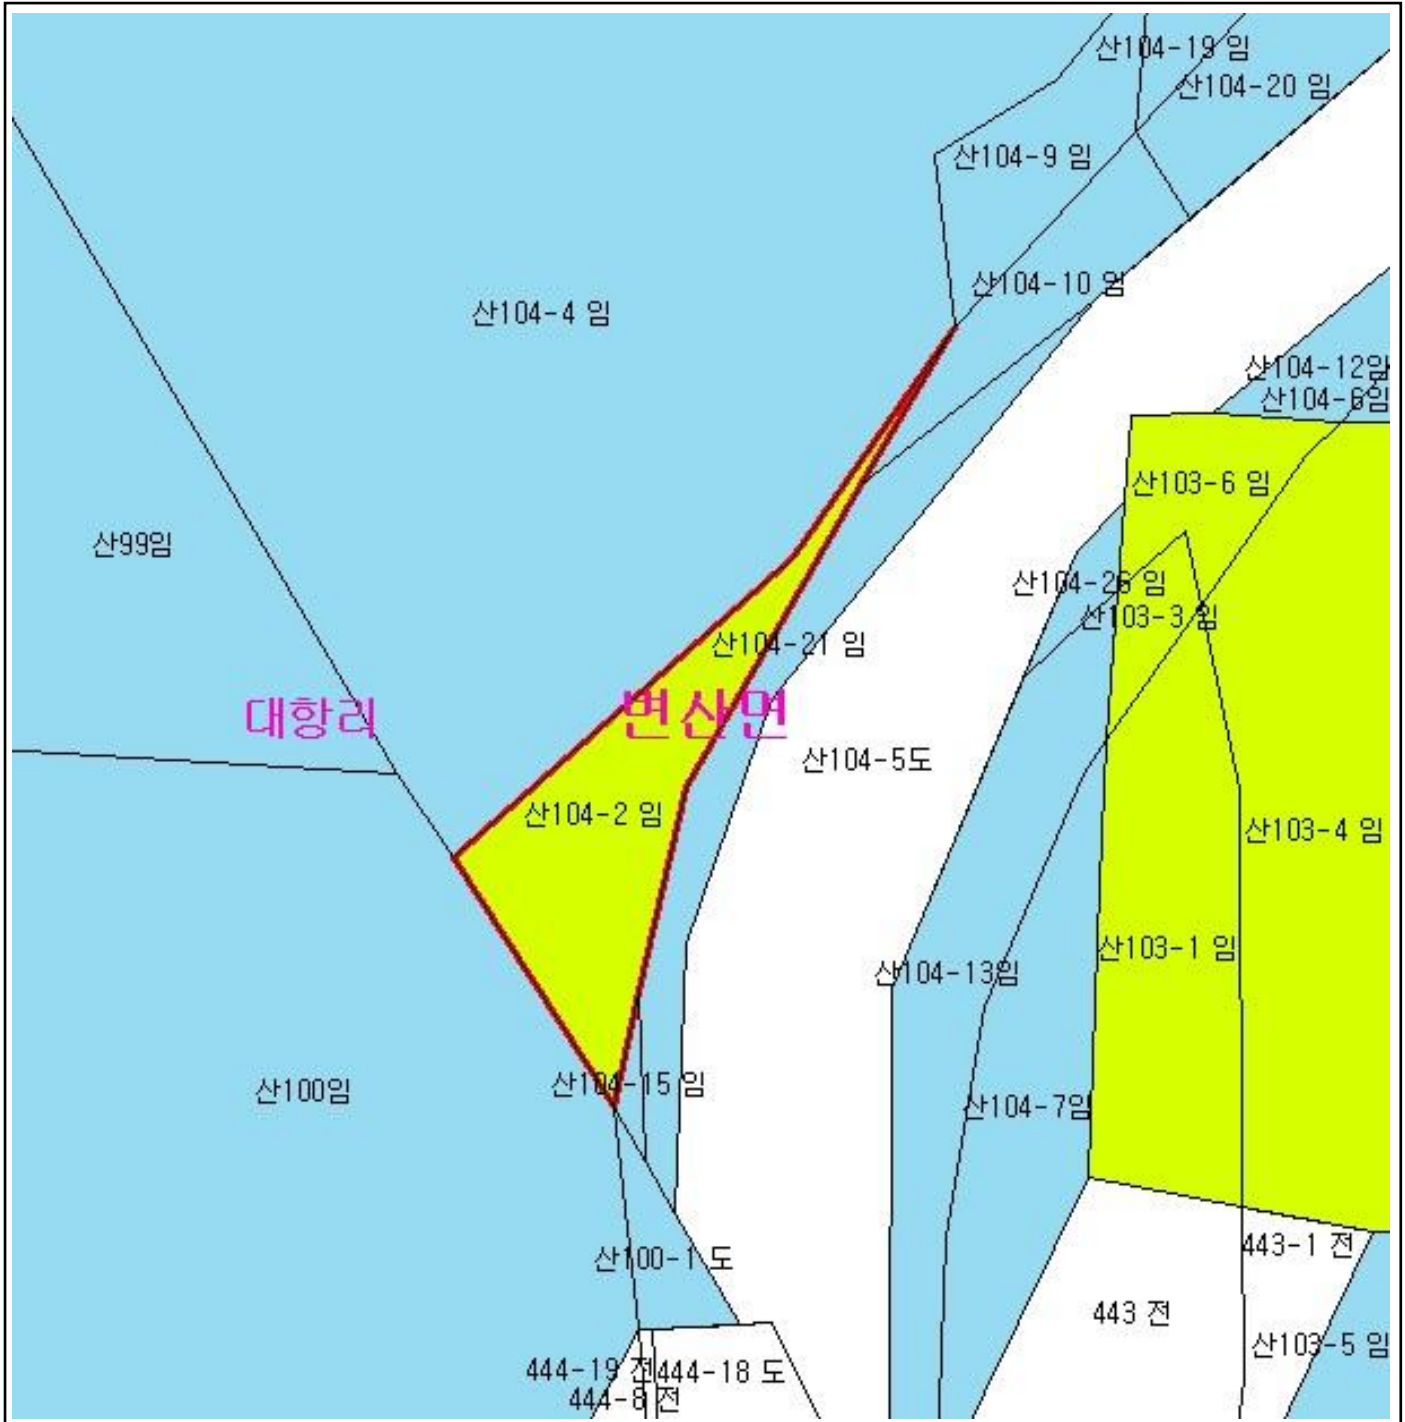 산104-19 임
산104-20 임
산104-9 임
산104-10 임
산104-4 임
산104-12임
산104-6임
산103-6 임
산99임
산104-26 임
산103-3 임
산104-21 임
대항리
변산면
산104-5도
산104-2 임
산103-4 임
산103-1 임
산104-13임
산104-15 임
산100임
산104-7임
산100-1 도
443-1 전
443 전
산103-5 임
444-19 전
444-18 도
444-8 전